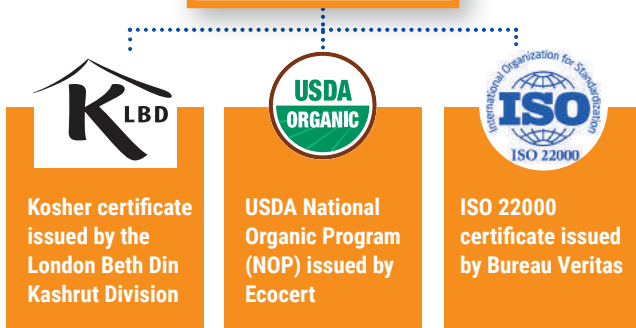 K LBD
USDA
ORGANIC
International Organization for Standardization
ISO
ISO 22000
Kosher certificate
issued by the
London Beth Din
Kashrut Division
USDA National
Organic Program
(NOP) issued by
Ecocert
ISO 22000
certificate issued
by Bureau Veritas